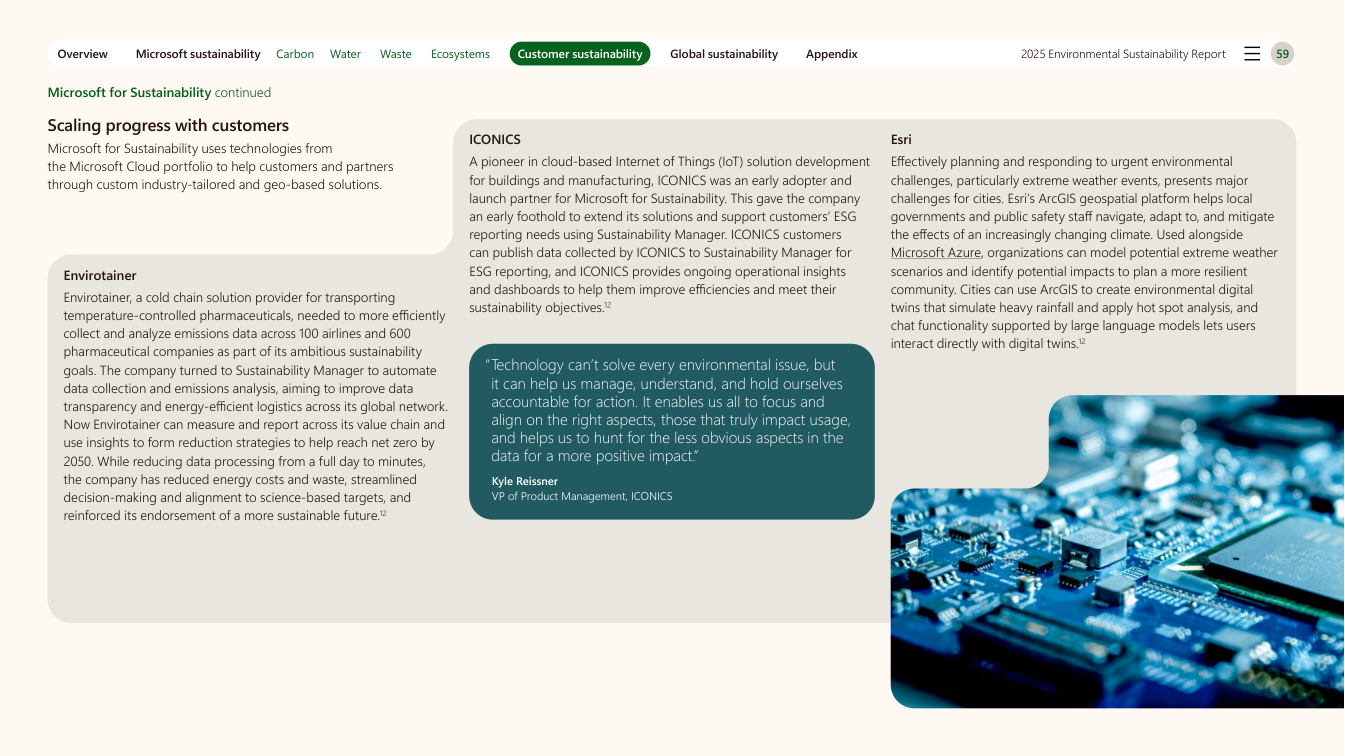 Overview Microsoft sustainability Carbon Water Waste Ecosystems Customer sustainability Global sustainability Appendix 2025 Environmental Sustainability Report 59
Microsoft for Sustainability continued
Scaling progress with customers
Microsoft for Sustainability uses technologies from
the Microsoft Cloud portfolio to help customers and partners
through custom industry-tailored and geo-based solutions.
Envirotainer
Envirotainer, a cold chain solution provider for transporting
temperature-controlled pharmaceuticals, needed to more efficiently
collect and analyze emissions data across 100 airlines and 600
pharmaceutical companies as part of its ambitious sustainability
goals. The company turned to Sustainability Manager to automate
data collection and emissions analysis, aiming to improve data
transparency and energy-efficient logistics across its global network.
Now Envirotainer can measure and report across its value chain and
use insights to form reduction strategies to help reach net zero by
2050. While reducing data processing from a full day to minutes,
the company has reduced energy costs and waste, streamlined
decision-making and alignment to science-based targets, and
reinforced its endorsement of a more sustainable future.12
ICONICS
A pioneer in cloud-based Internet of Things (IoT) solution development
for buildings and manufacturing, ICONICS was an early adopter and
launch partner for Microsoft for Sustainability. This gave the company
an early foothold to extend its solutions and support customers’ ESG
reporting needs using Sustainability Manager. ICONICS customers
can publish data collected by ICONICS to Sustainability Manager for
ESG reporting, and ICONICS provides ongoing operational insights
and dashboards to help them improve efficiencies and meet their
sustainability objectives.12
“Technology can’t solve every environmental issue, but
it can help us manage, understand, and hold ourselves
accountable for action. It enables us all to focus and
align on the right aspects, those that truly impact usage,
and helps us to hunt for the less obvious aspects in the
data for a more positive impact.”
Kyle Reissner
VP of Product Management, ICONICS
Esri
Effectively planning and responding to urgent environmental
challenges, particularly extreme weather events, presents major
challenges for cities. Esri’s ArcGIS geospatial platform helps local
governments and public safety staff navigate, adapt to, and mitigate
the effects of an increasingly changing climate. Used alongside
Microsoft Azure, organizations can model potential extreme weather
scenarios and identify potential impacts to plan a more resilient
community. Cities can use ArcGIS to create environmental digital
twins that simulate heavy rainfall and apply hot spot analysis, and
chat functionality supported by large language models lets users
interact directly with digital twins.12